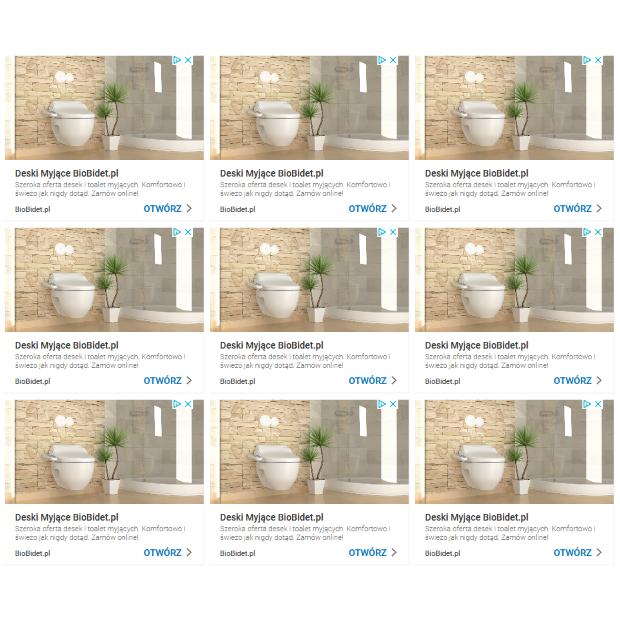 Deski Myjące BioBidet.pl
Szeroka oferta desek i toalet myjących. Komfortowo i
świeżo jak nigdy dotąd. Zamów online!
BioBidet.pl OTWÓRZ
Deski Myjące BioBidet.pl
Szeroka oferta desek i toalet myjących. Komfortowo i
świeżo jak nigdy dotąd. Zamów online!
BioBidet.pl OTWÓRZ
Deski Myjące BioBidet.pl
Szeroka oferta desek i toalet myjących. Komfortowo i
świeżo jak nigdy dotąd. Zamów online!
BioBidet.pl OTWÓRZ
Deski Myjące BioBidet.pl
Szeroka oferta desek i toalet myjących. Komfortowo i
świeżo jak nigdy dotąd. Zamów online!
BioBidet.pl OTWÓRZ
Deski Myjące BioBidet.pl
Szeroka oferta desek i toalet myjących. Komfortowo i
świeżo jak nigdy dotąd. Zamów online!
BioBidet.pl OTWÓRZ
Deski Myjące BioBidet.pl
Szeroka oferta desek i toalet myjących. Komfortowo i
świeżo jak nigdy dotąd. Zamów online!
BioBidet.pl OTWÓRZ
Deski Myjące BioBidet.pl
Szeroka oferta desek i toalet myjących. Komfortowo i
świeżo jak nigdy dotąd. Zamów online!
BioBidet.pl OTWÓRZ
Deski Myjące BioBidet.pl
Szeroka oferta desek i toalet myjących. Komfortowo i
świeżo jak nigdy dotąd. Zamów online!
BioBidet.pl OTWÓRZ
Deski Myjące BioBidet.pl
Szeroka oferta desek i toalet myjących. Komfortowo i
świeżo jak nigdy dotąd. Zamów online!
BioBidet.pl OTWÓRZ